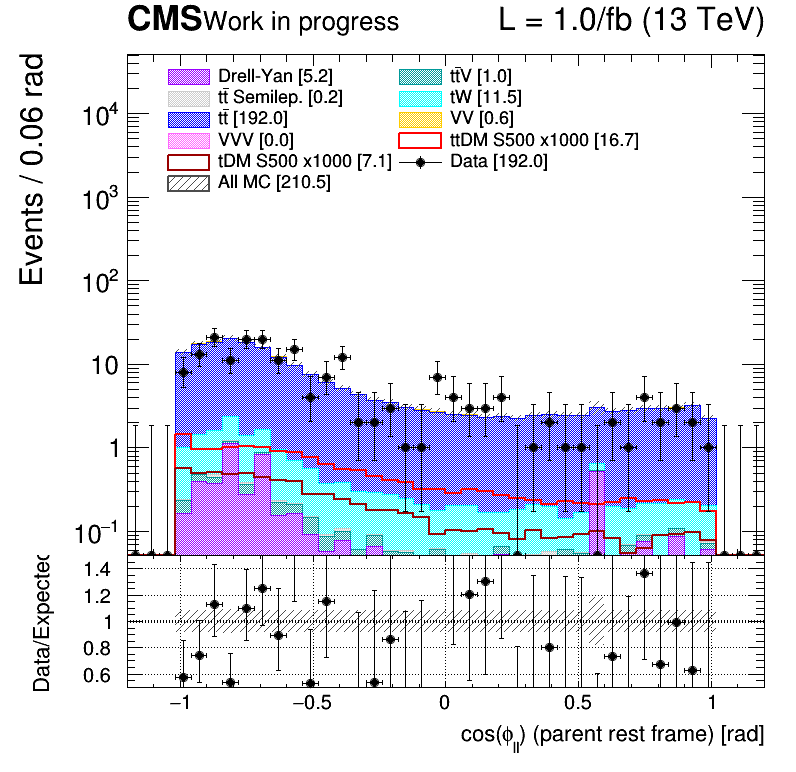 CMS Work in progress L = 1.0/fb (13 TeV)
Events / 0.06 rad
Drell-Yan [5.2] tt̄V [1.0]
tt̄ Semilep. [0.2] tW [11.5]
tt̄ [192.0] VV [0.6]
VVV [0.0] ttDM S500 x1000 [16.7]
tDM S500 x1000 [7.1] Data [192.0]
All MC [210.5]
10⁴
10³
10²
10
1
10⁻¹
Data/Expected
1.4
1.2
1
0.8
0.6
−1 −0.5 0 0.5 1
cos(ϕ_ll) (parent rest frame) [rad]